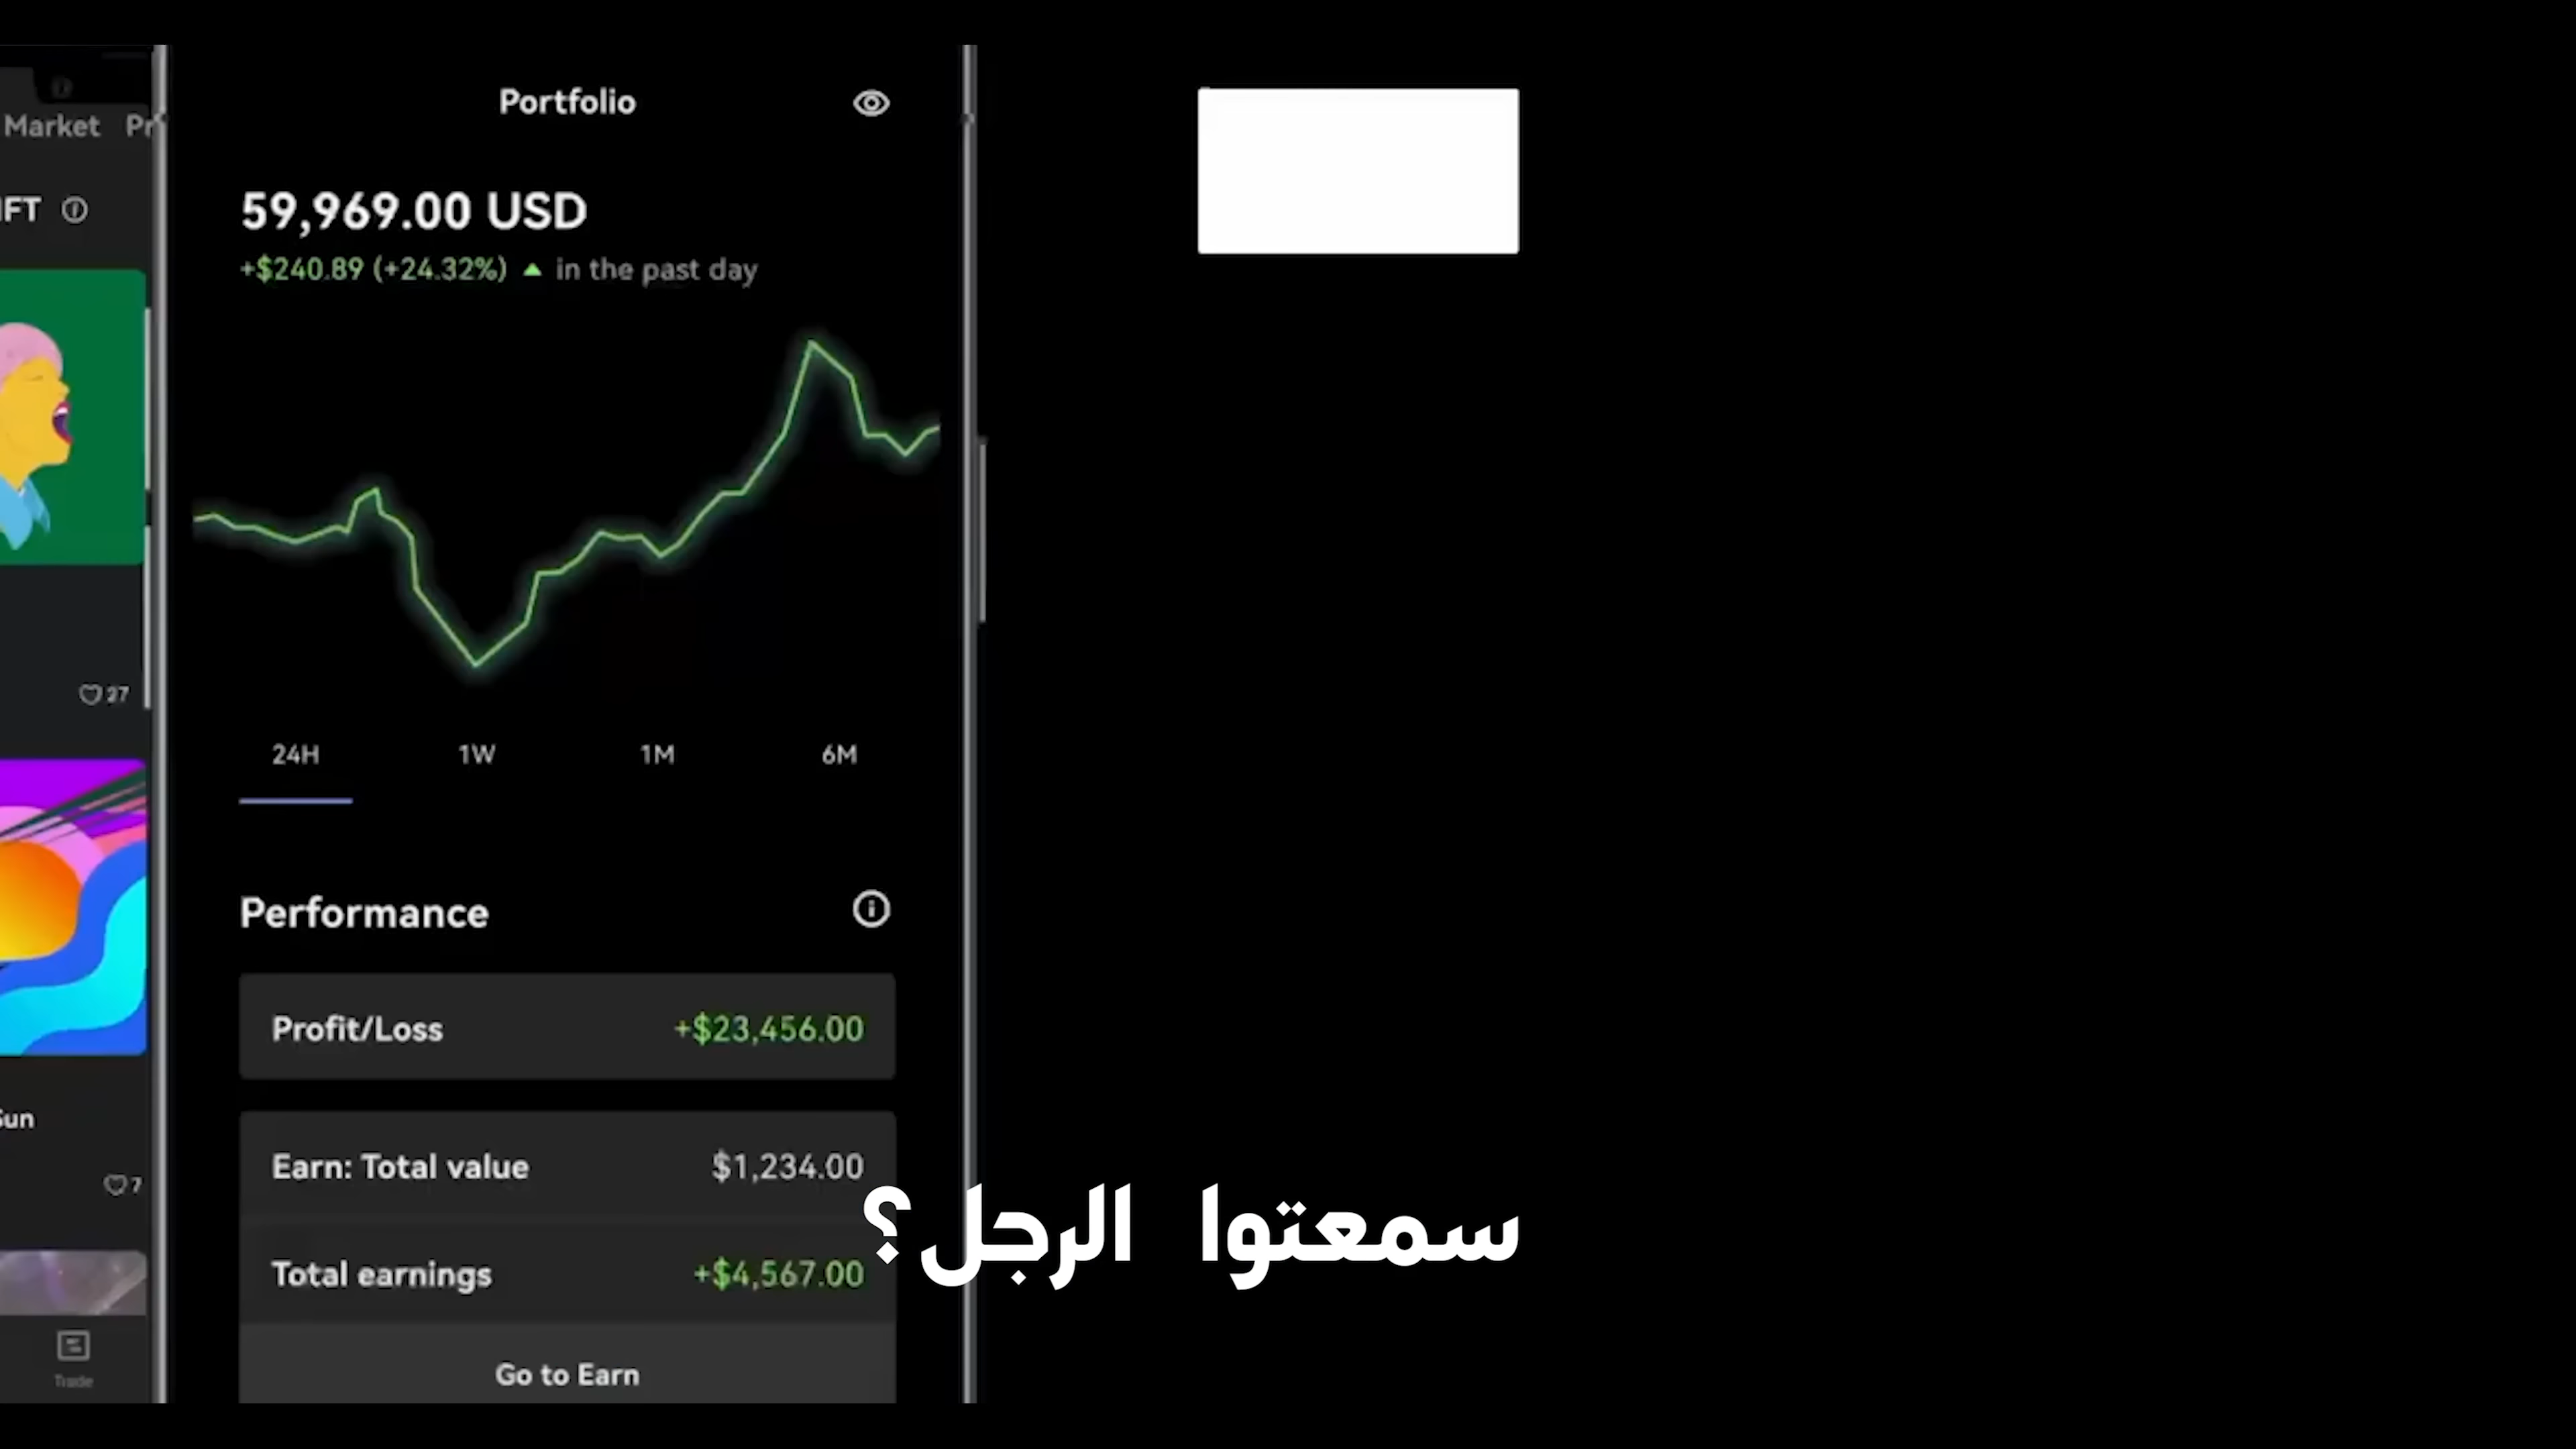 Market
Portfolio
59,969.00 USD
+$240.89 (+24.32%) ▲ in the past day
27
24H 1W 1M 6M
Performance
Profit/Loss +$23,456.00
Sun
Earn: Total value $1,234.00
7
سمعتوا الرجل؟
Total earnings +$4,567.00
Trade
Go to Earn